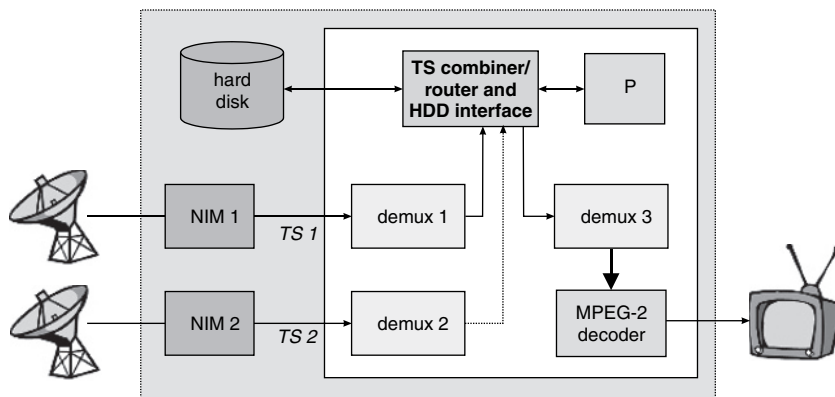 hard
disk
TS combiner/
router and
HDD interface
P
NIM 1
TS 1
demux 1
demux 3
NIM 2
TS 2
demux 2
MPEG-2
decoder